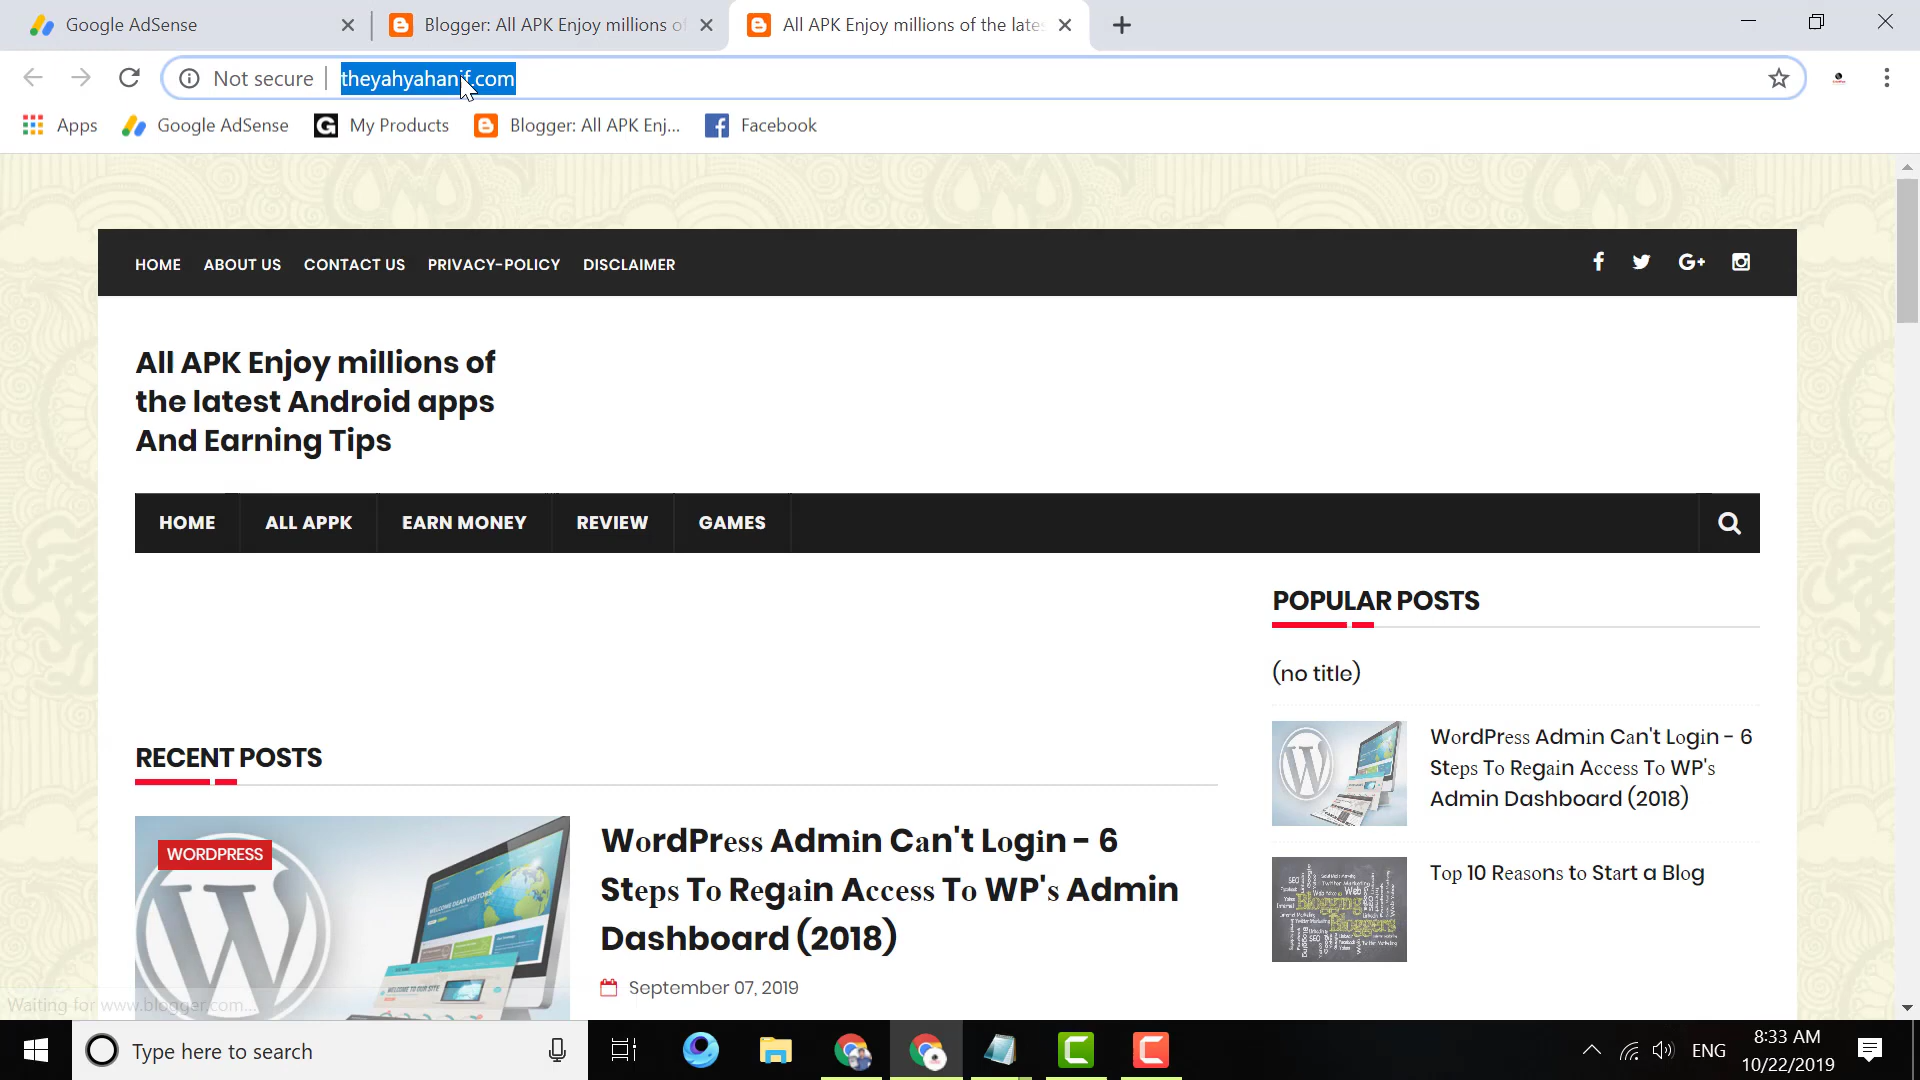 Google AdSense
Blogger: All APK Enjoy millions of
All APK Enjoy millions of the lates
Not secure
theyahyahanif.com
Apps
Google AdSense
My Products
Blogger: All APK Enj...
Facebook
HOME
ABOUT US
CONTACT US
PRIVACY-POLICY
DISCLAIMER
G+
All APK Enjoy millions of
the latest Android apps
And Earning Tips
HOME
ALL APPK
EARN MONEY
REVIEW
GAMES
POPULAR POSTS
(no title)
WordPress Admin Can't Login - 6
Steps To Regain Access To WP's
Admin Dashboard (2018)
Top 10 Reasons to Start a Blog
RECENT POSTS
WORDPRESS
WordPress Admin Can't Login - 6
Steps To Regain Access To WP's Admin
Dashboard (2018)
September 07, 2019
Waiting for www.blogger.com...
Type here to search
ENG
8:33 AM
10/22/2019